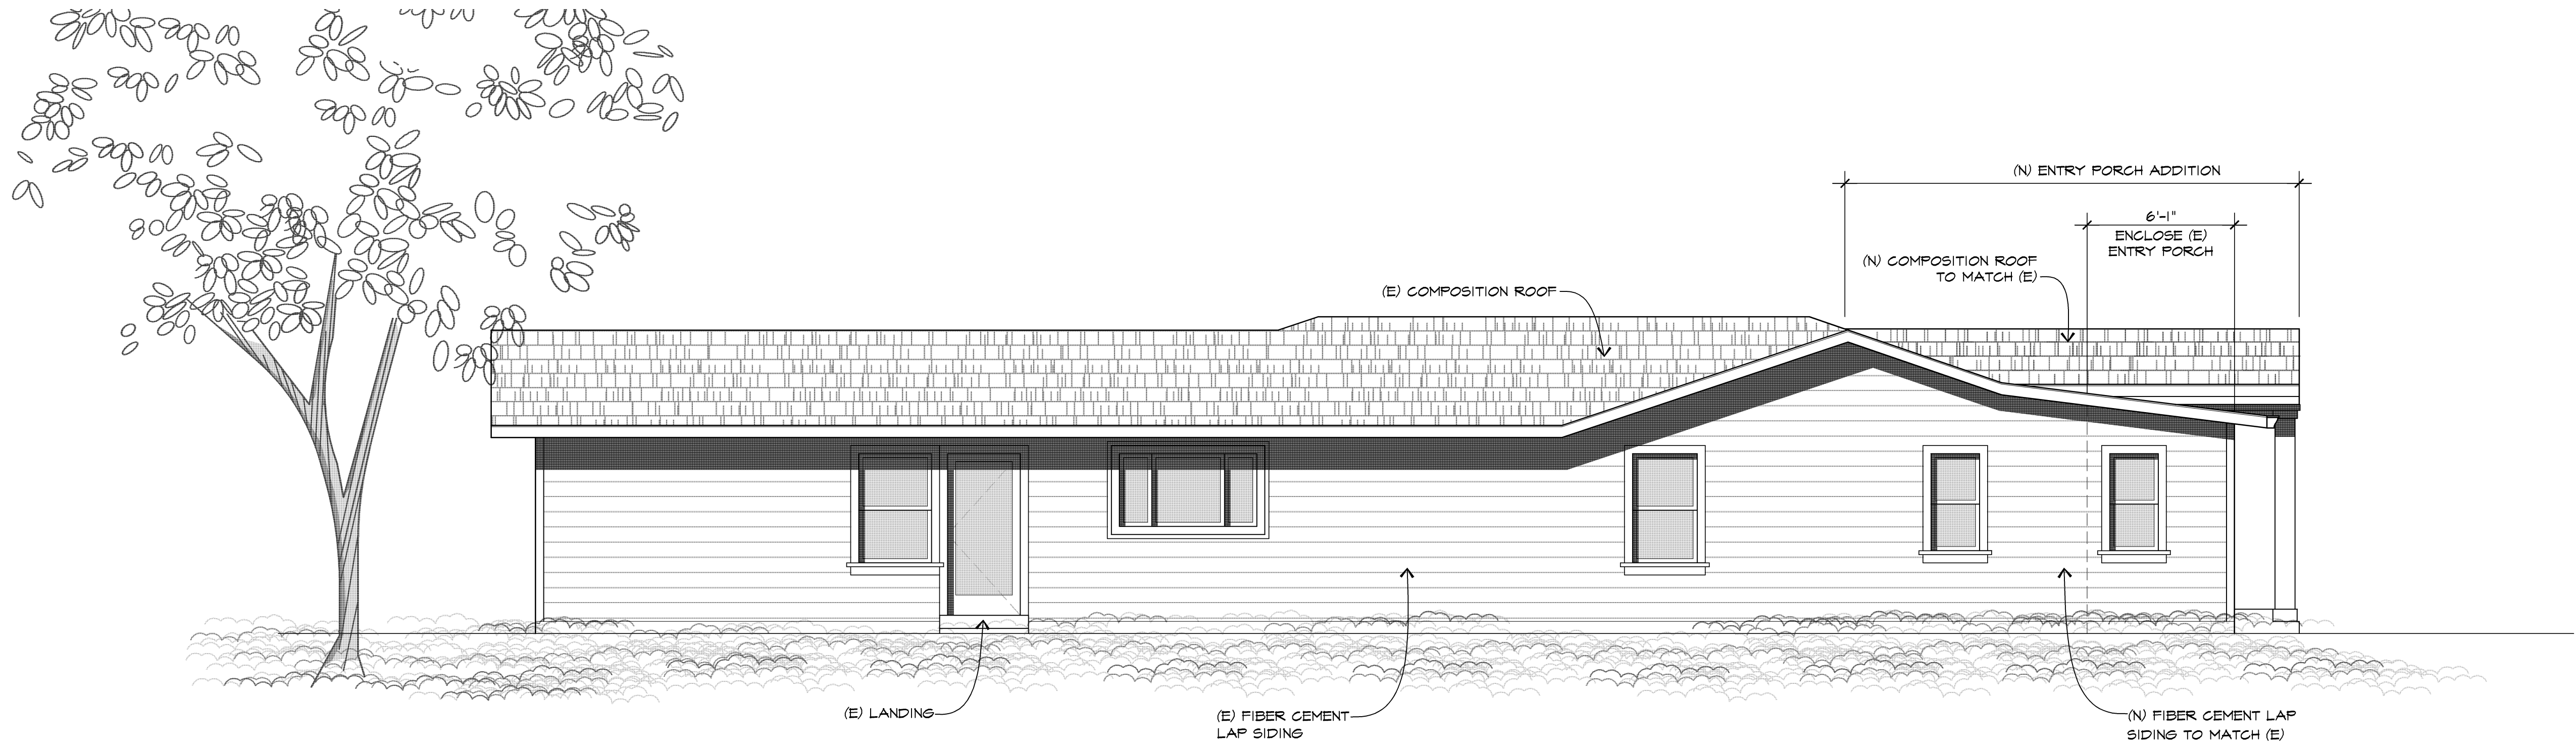 (N) ENTRY PORCH ADDITION
6'-1"
ENCLOSE (E)
ENTRY PORCH
(N) COMPOSITION ROOF
TO MATCH (E)
(E) COMPOSITION ROOF
(E) LANDING
(E) FIBER CEMENT
LAP SIDING
(N) FIBER CEMENT LAP
SIDING TO MATCH (E)